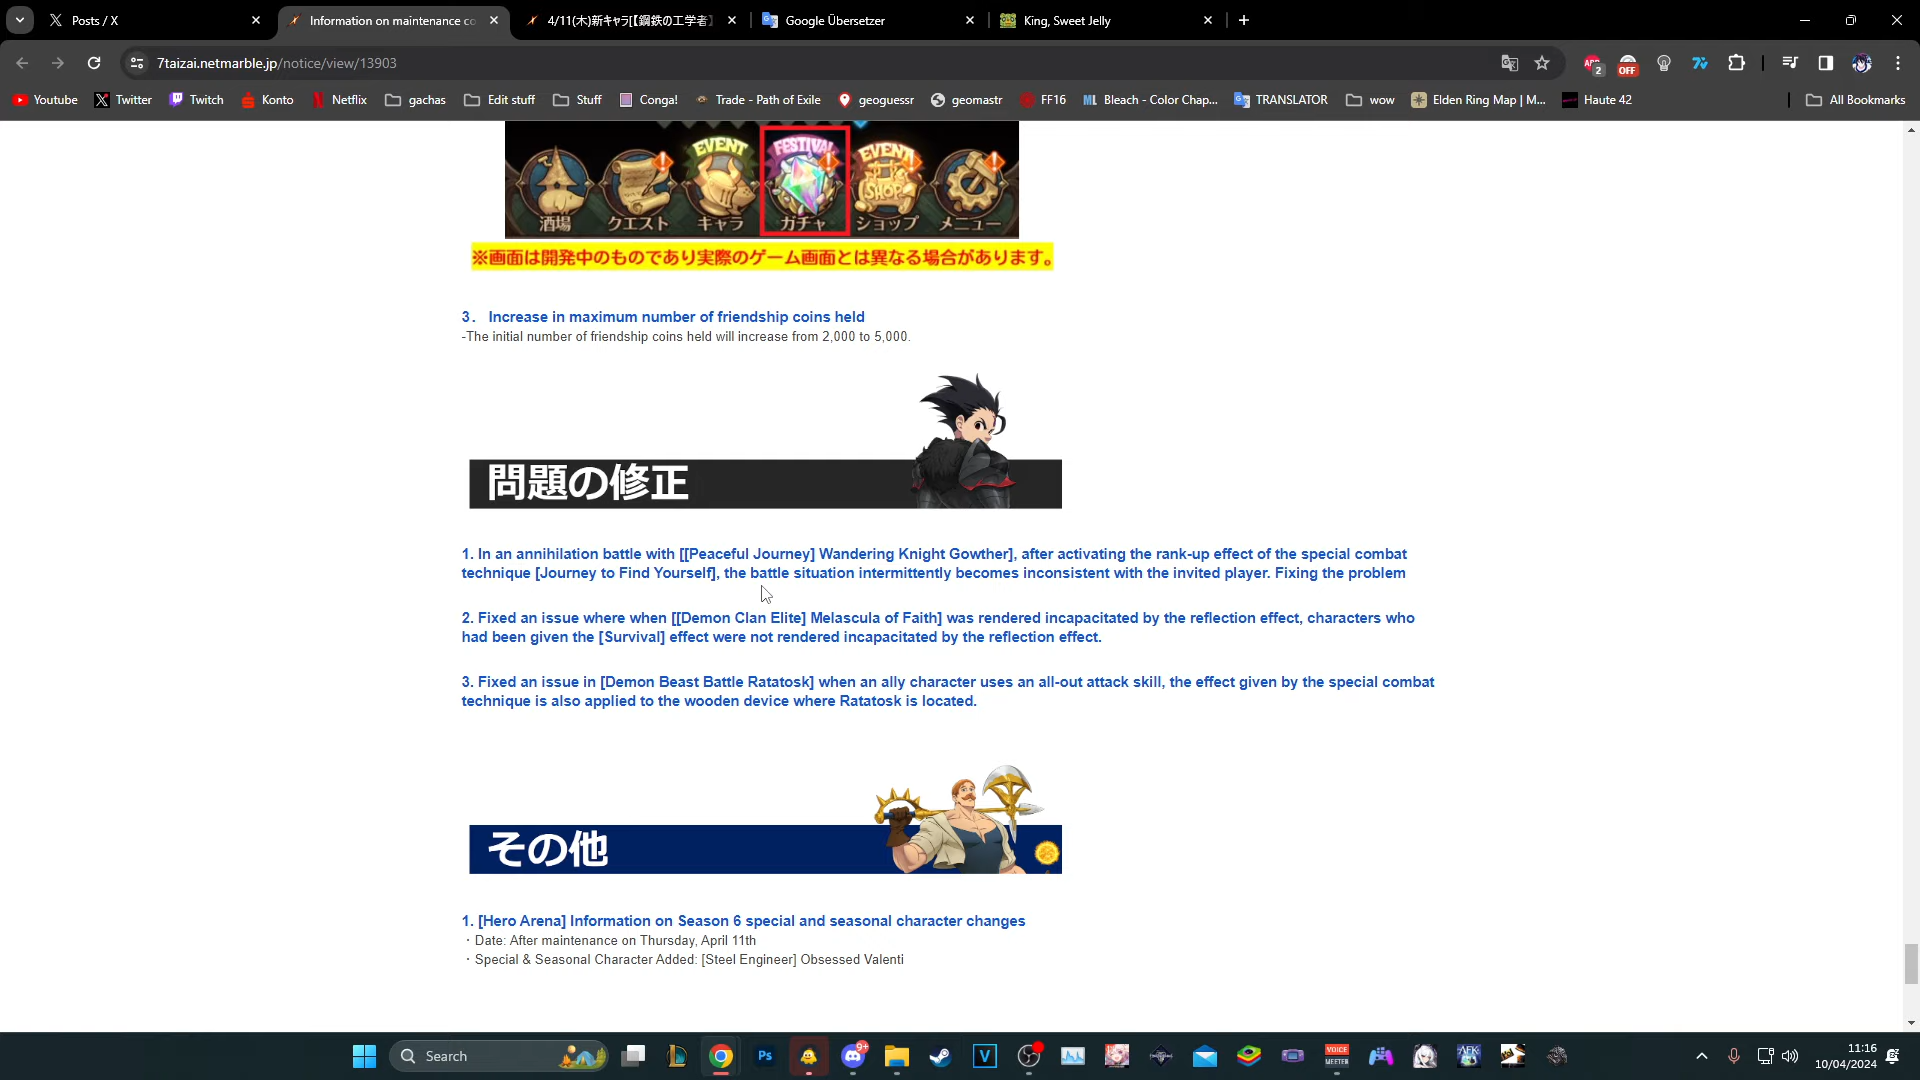 Posts / X
Information on maintenance co
4/11(木)新キャラ[【鋼鉄の工学者】
Google Übersetzer
King, Sweet Jelly
7taizai.netmarble.jp/notice/view/13903
2
OFF
Youtube
Twitter
Twitch
Konto
Netflix
gachas
Edit stuff
Stuff
Conga!
Trade - Path of Exile
geoguessr
geomastr
FF16
Bleach - Color Chap...
TRANSLATOR
wow
Elden Ring Map | M...
Haute 42
All Bookmarks
EVENT
FESTIVAL
EVENT
SHOP
酒場
クエスト
キャラ
ガチャ
ショップ
メニュー
※画面は開発中のものであり実際のゲーム画面とは異なる場合があります。
3． Increase in maximum number of friendship coins held
-The initial number of friendship coins held will increase from 2,000 to 5,000.
問題の修正
1. In an annihilation battle with [[Peaceful Journey] Wandering Knight Gowther], after activating the rank-up effect of the special combat
technique [Journey to Find Yourself], the battle situation intermittently becomes inconsistent with the invited player. Fixing the problem
2. Fixed an issue where when [[Demon Clan Elite] Melascula of Faith] was rendered incapacitated by the reflection effect, characters who
had been given the [Survival] effect were not rendered incapacitated by the reflection effect.
3. Fixed an issue in [Demon Beast Battle Ratatosk] when an ally character uses an all-out attack skill, the effect given by the special combat
technique is also applied to the wooden device where Ratatosk is located.
その他
1. [Hero Arena] Information on Season 6 special and seasonal character changes
・Date: After maintenance on Thursday, April 11th
・Special & Seasonal Character Added: [Steel Engineer] Obsessed Valenti
Search
Ps
9+
V
VOICE
MEETER
AFK
11:16
10/04/2024